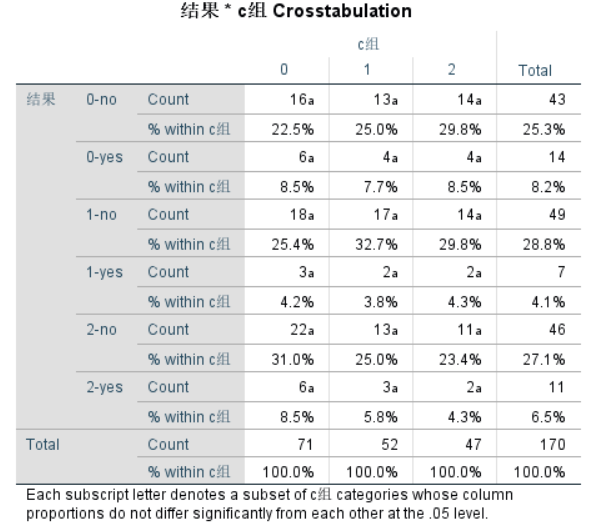 结果 * c组 Crosstabulation
c组
0 1 2 Total
结果 0-no Count 16a 13a 14a 43
% within c组 22.5% 25.0% 29.8% 25.3%
0-yes Count 6a 4a 4a 14
% within c组 8.5% 7.7% 8.5% 8.2%
1-no Count 18a 17a 14a 49
% within c组 25.4% 32.7% 29.8% 28.8%
1-yes Count 3a 2a 2a 7
% within c组 4.2% 3.8% 4.3% 4.1%
2-no Count 22a 13a 11a 46
% within c组 31.0% 25.0% 23.4% 27.1%
2-yes Count 6a 3a 2a 11
% within c组 8.5% 5.8% 4.3% 6.5%
Total Count 71 52 47 170
% within c组 100.0% 100.0% 100.0% 100.0%
Each subscript letter denotes a subset of c组 categories whose column
proportions do not differ significantly from each other at the .05 level.